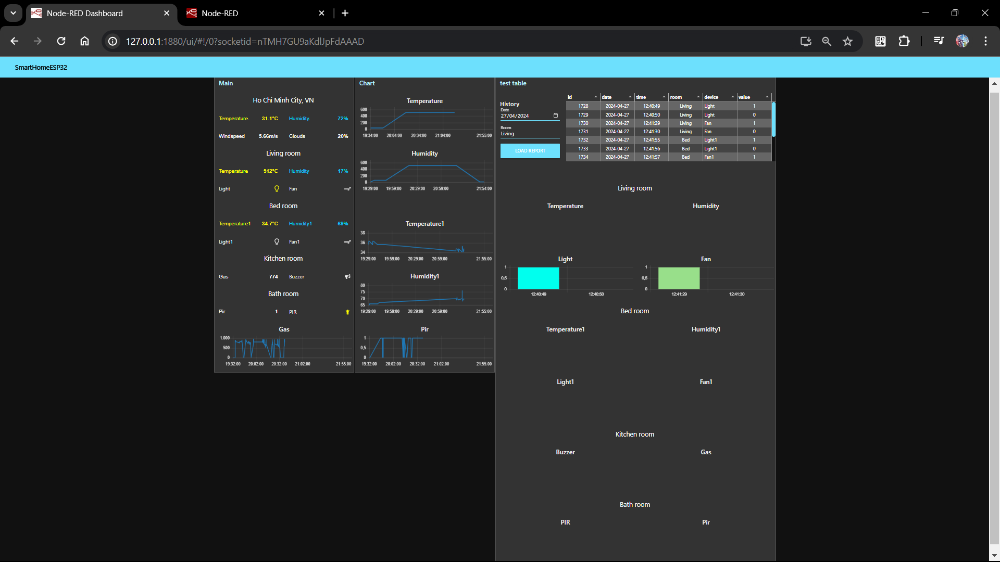 Node-RED Dashboard
Node-RED
127.0.0.1:1880/ui/#!/0?socketid=nTMH7GU9aKdlJpFdAAAD
SmartHomeESP32
Main
Ho Chi Minh City, VN
Temperature. 31.1°C Humidity. 72%
Windspeed 5.66m/s Clouds 20%
Living room
Temperature 512°C Humidity 17%
Light Fan
Bed room
Temperature1 34.7°C Humidity1 69%
Light1 Fan1
Kitchen room
Gas 774 Buzzer
Bath room
Pir 1 PIR
Gas
1.000
500
0
19:32:00 20:02:00 20:32:00 21:02:00 21:55:00
Chart
Temperature
600
400
200
0
19:34:00 20:04:00 20:34:00 21:04:00 21:55:00
Humidity
600
400
200
0
19:29:00 19:59:00 20:29:00 20:59:00 21:54:00
Temperature1
38
36
34
19:29:00 19:59:00 20:29:00 20:59:00 21:55:00
Humidity1
80
75
70
65
19:29:00 19:59:00 20:29:00 20:59:00 21:55:00
Pir
1
0,5
0
19:32:00 20:02:00 20:32:00 21:02:00 21:55:00
test table
History
Date
27/04/2024
Room
Living
LOAD REPORT
id date time room device value
1728 2024-04-27 12:40:49 Living Light 1
1729 2024-04-27 12:40:50 Living Light 0
1730 2024-04-27 12:41:29 Living Fan 1
1731 2024-04-27 12:41:30 Living Fan 0
1732 2024-04-27 12:41:55 Bed Light1 1
1733 2024-04-27 12:41:56 Bed Light1 0
1734 2024-04-27 12:41:57 Bed Fan1 1
Living room
Temperature Humidity
Light Fan
1 1
0,5 0,5
0 0
12:40:49 12:40:50 12:41:29 12:41:30
Bed room
Temperature1 Humidity1
Light1 Fan1
Kitchen room
Buzzer Gas
Bath room
PIR Pir